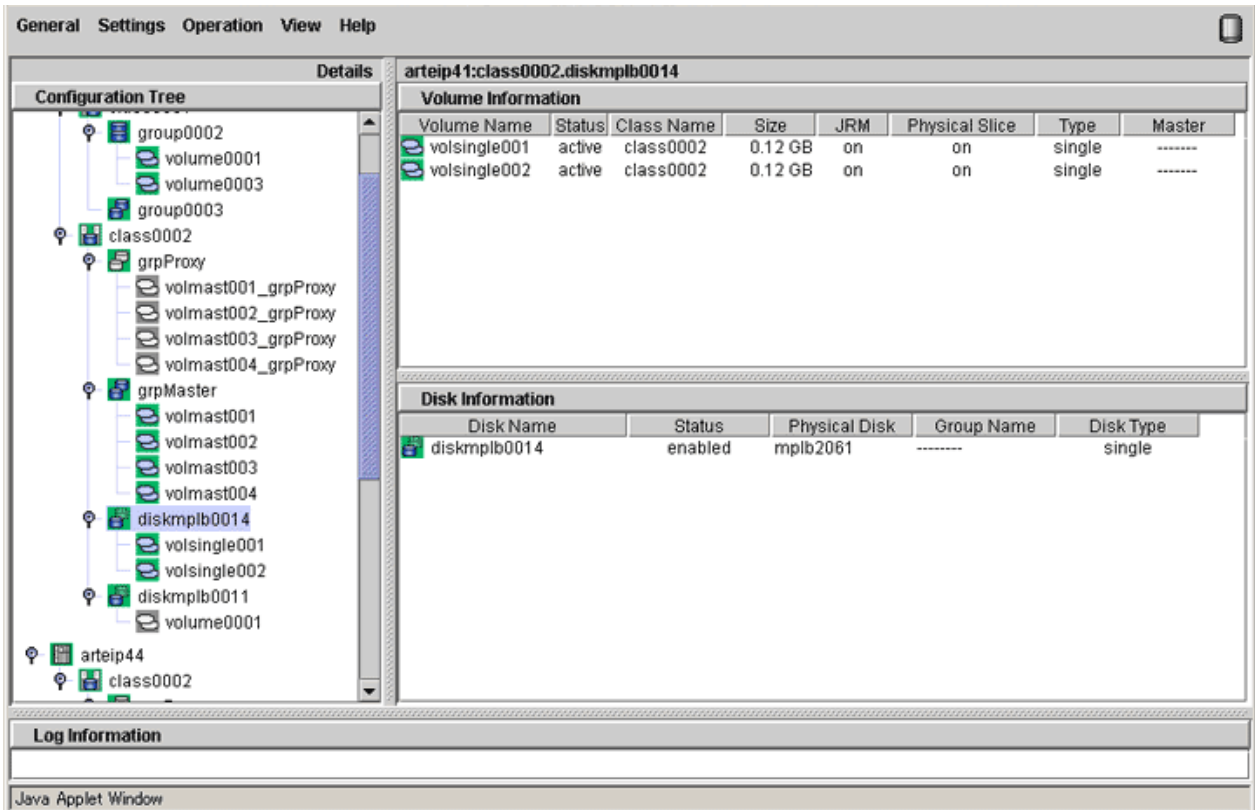 General Settings Operation View Help
Details
Configuration Tree
group0002
volume0001
volume0003
group0003
class0002
grpProxy
volmast001_grpProxy
volmast002_grpProxy
volmast003_grpProxy
volmast004_grpProxy
grpMaster
volmast001
volmast002
volmast003
volmast004
diskmplb0014
volsingle001
volsingle002
diskmplb0011
volume0001
arteip44
class0002
arteip41:class0002.diskmplb0014
Volume Information
Volume Name Status Class Name Size JRM Physical Slice Type Master
volsingle001 active class0002 0.12 GB on on single -------
volsingle002 active class0002 0.12 GB on on single -------
Disk Information
Disk Name Status Physical Disk Group Name Disk Type
diskmplb0014 enabled mplb2061 -------- single
Log Information
Java Applet Window